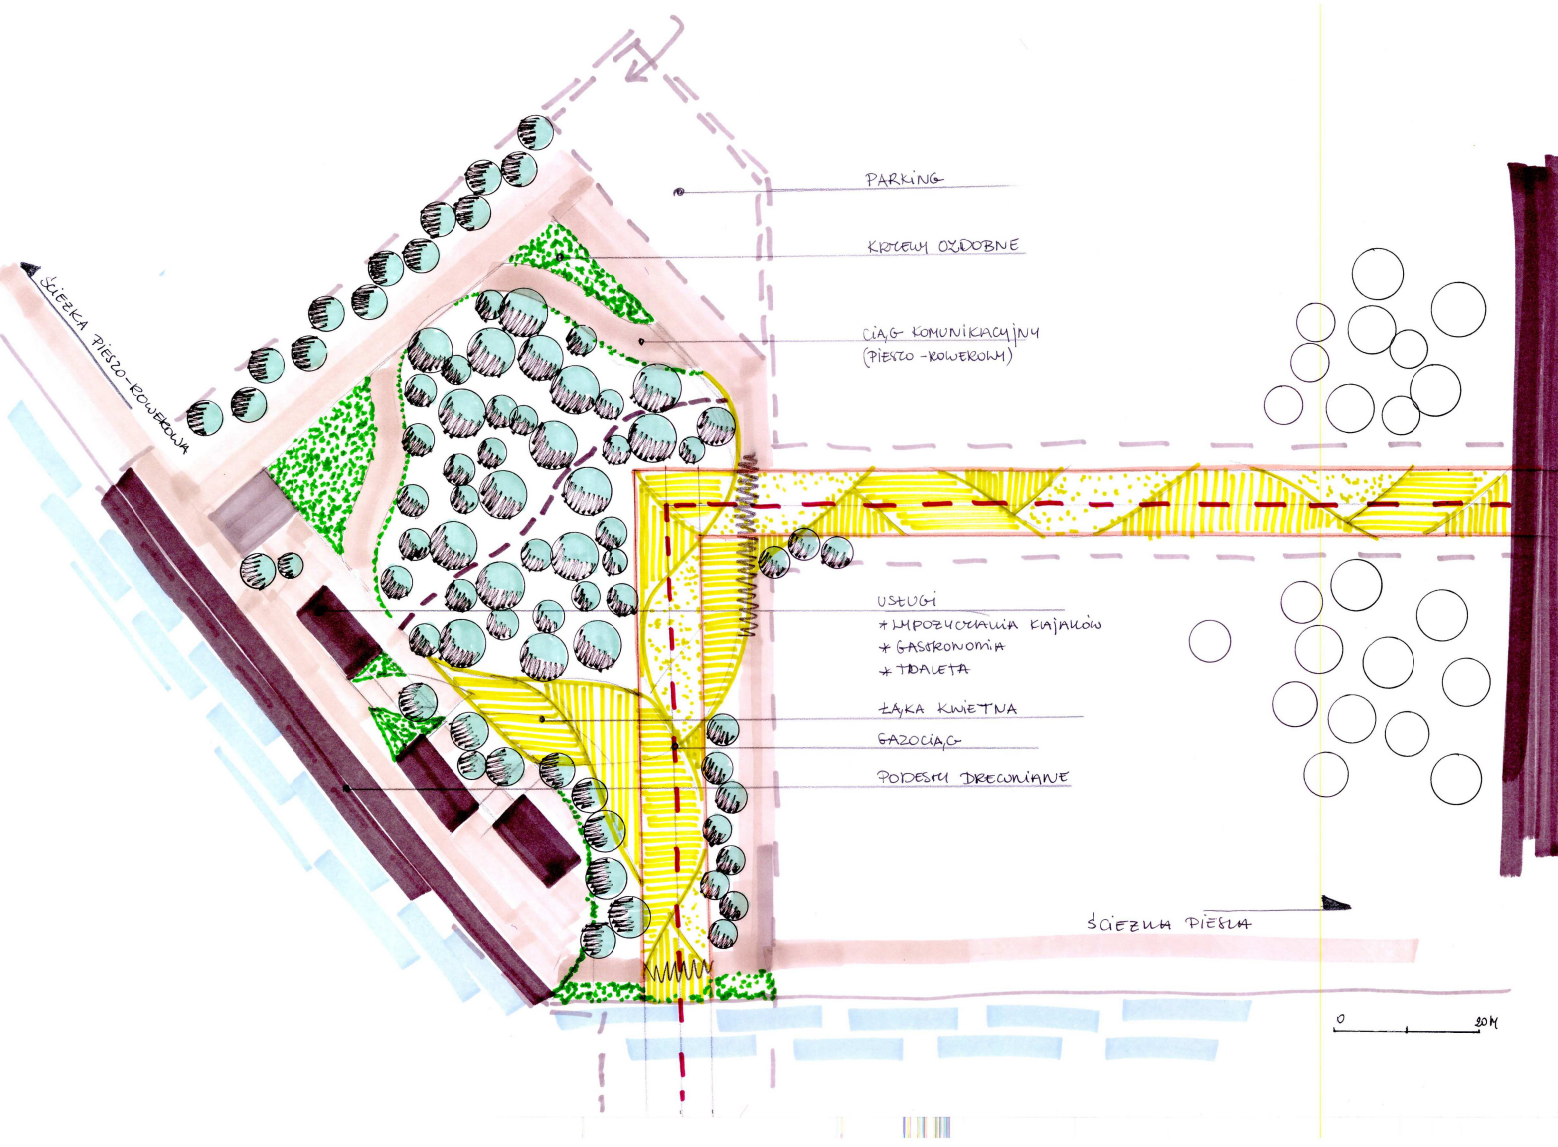 PARKING
KRZEWY OZDOBNE
CIĄG KOMUNIKACYJNY
(PIESZO-ROWEROWY)
ŚCIEŻKA PIESZO-ROWEROWA
USŁUGI
* WYPOŻYCZALNIA KAJAKÓW
* GASTRONOMIA
* TOALETA
ŁĄKA KWIETNA
GAZOCIĄG
PODESTY DREWNIANE
ŚCIEŻKA PIESZA
0 20M